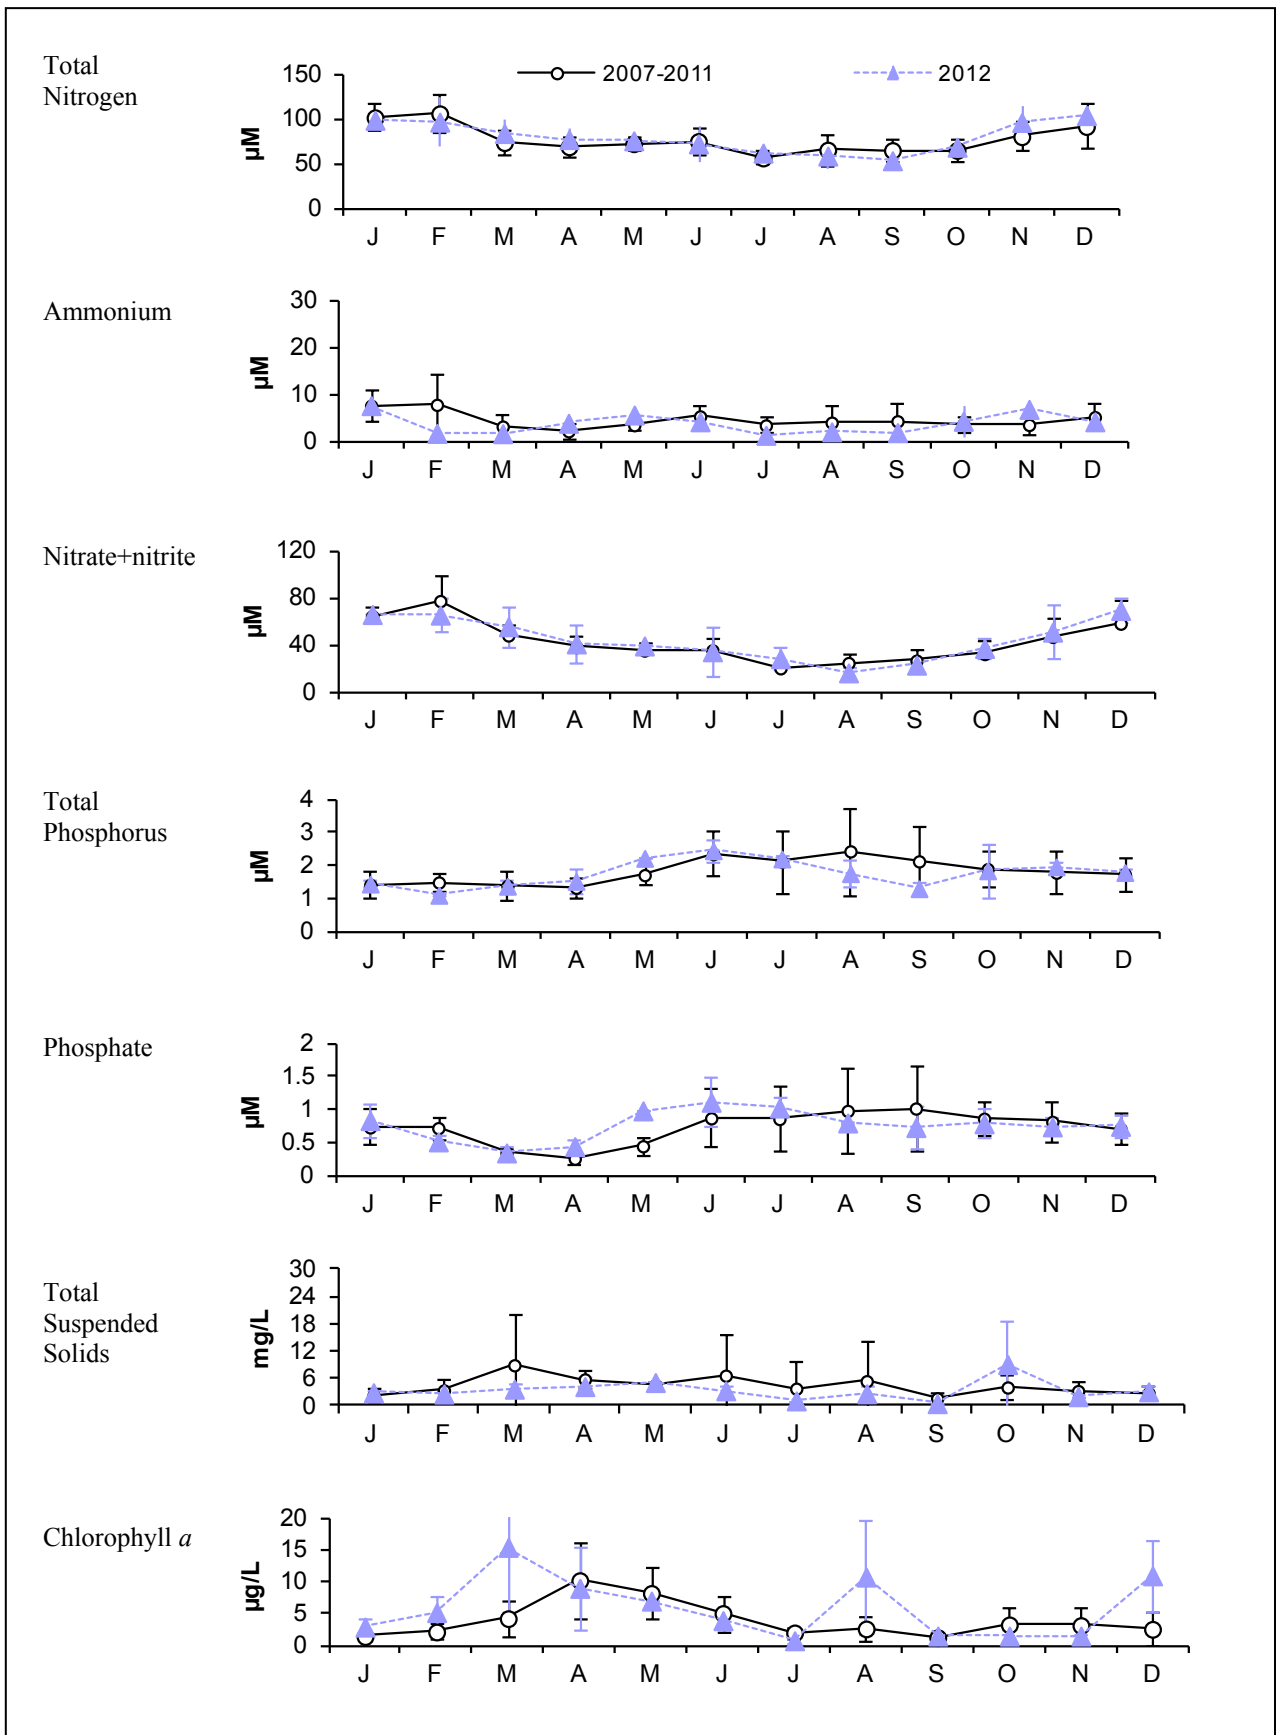 Total
Nitrogen
2007-2011
2012
µM
150
100
50
0
J F M A M J J A S O N D
Ammonium
µM
30
20
10
0
J F M A M J J A S O N D
Nitrate+nitrite
µM
120
80
40
0
J F M A M J J A S O N D
Total
Phosphorus
µM
4
3
2
1
0
J F M A M J J A S O N D
Phosphate
µM
2
1.5
1
0.5
0
J F M A M J J A S O N D
Total
Suspended
Solids
mg/L
30
24
18
12
6
0
J F M A M J J A S O N D
Chlorophyll a
µg/L
20
15
10
5
0
J F M A M J J A S O N D